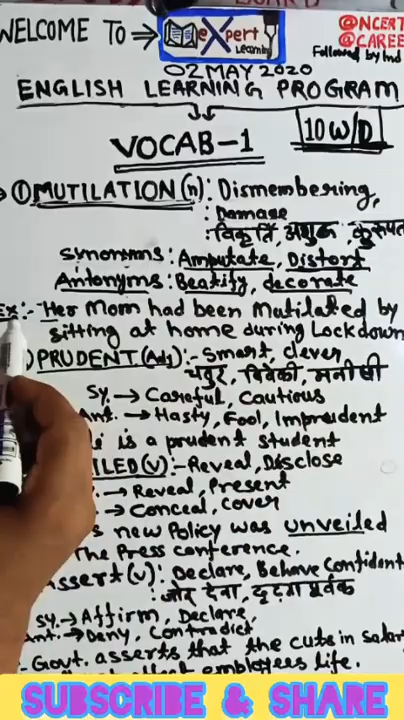 WELCOME TO → eXpert Learning
@NCERT
@CAREE
Followed by Ind
02 MAY 2020
ENGLISH LEARNING PROGRAM
VOCAB-1
10 W/D
① MUTILATION (n): Dismembering,
: Damage
: विकृति, अशुद्ध, कुरूपत
Synonyms: Amputate, Distort
Antonyms: Beatify, decorate
Ex:- Her Mom had been Mutilated by
sitting at home during Lockdown
) PRUDENT (Adj):- Smart, clever
चतुर, विवेकी, मनीषी
Sy. → Careful, Cautious
Ant. → Hasty, Fool, Imprudent
is a prudent student
ILED (V):- Reveal, Disclose
→ Reveal, Present
→ Conceal, Cover
new Policy was unveiled
The Press conference.
Assert (V): Declare, Behave Confident
: जोर देना, दृढ़ता पूर्वक
Sy. → Affirm, Declare,
Ant. → Deny, Contradict
- Govt. asserts that the cuts in salar
employees life.
SUBSCRIBE & SHARE